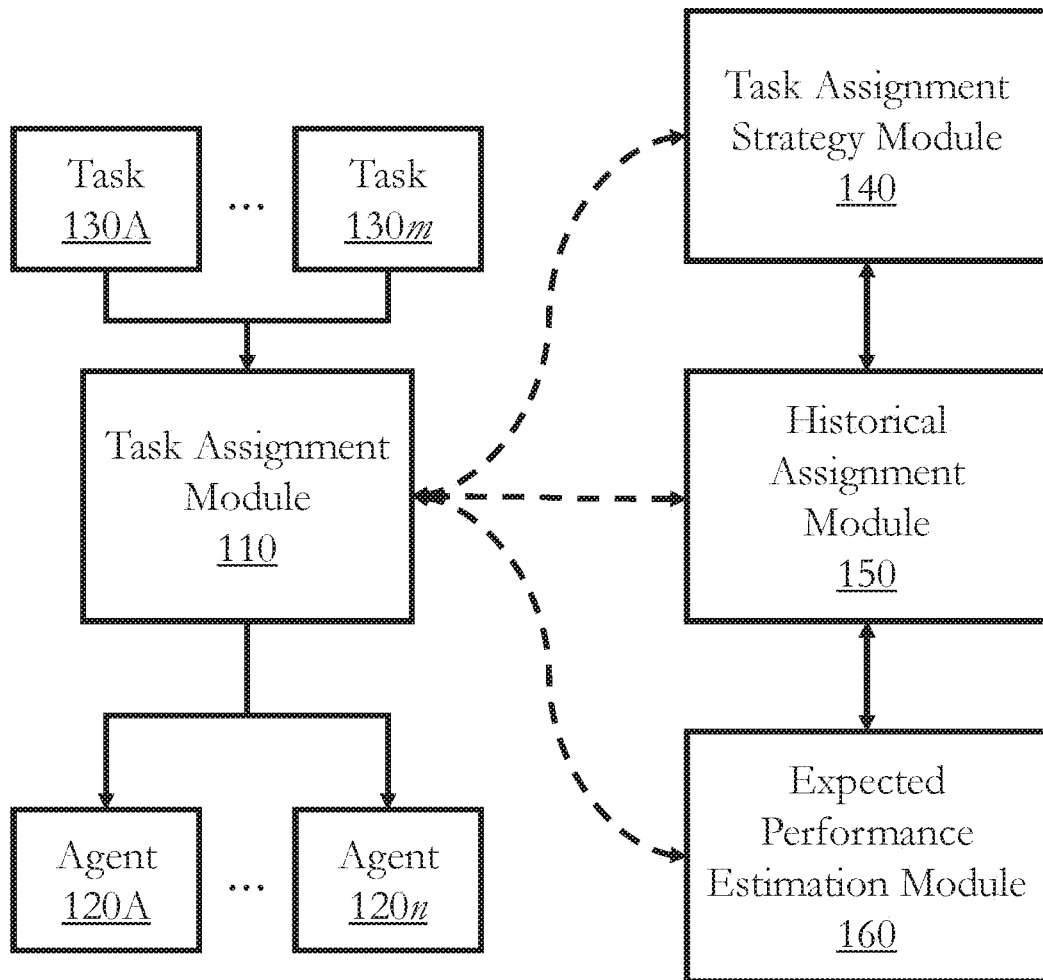 Task
130A
...
Task
130m
Task Assignment
Module
110
Agent
120A
...
Agent
120n
Task Assignment
Strategy Module
140
Historical
Assignment
Module
150
Expected
Performance
Estimation Module
160